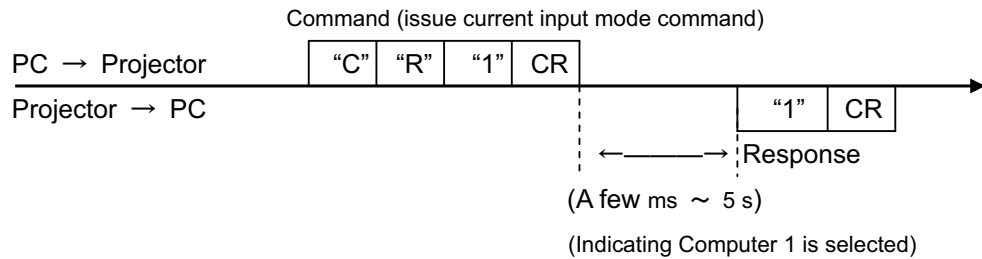 Command (issue current input mode command)
PC → Projector “C” “R” “1” CR
Projector → PC “1” CR
←———→ Response
(A few ms ～ 5 s)
(Indicating Computer 1 is selected)